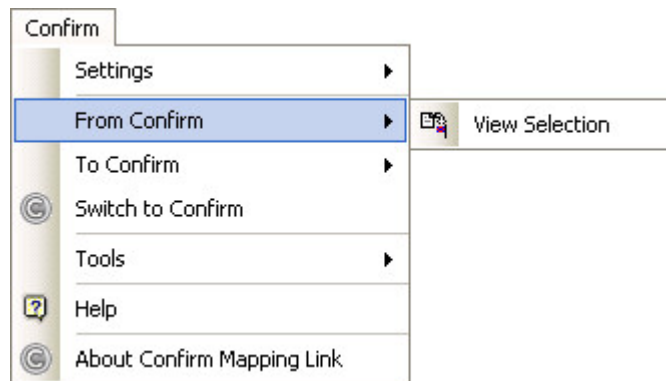 Confirm
Settings
From Confirm
View Selection
To Confirm
Switch to Confirm
Tools
Help
About Confirm Mapping Link